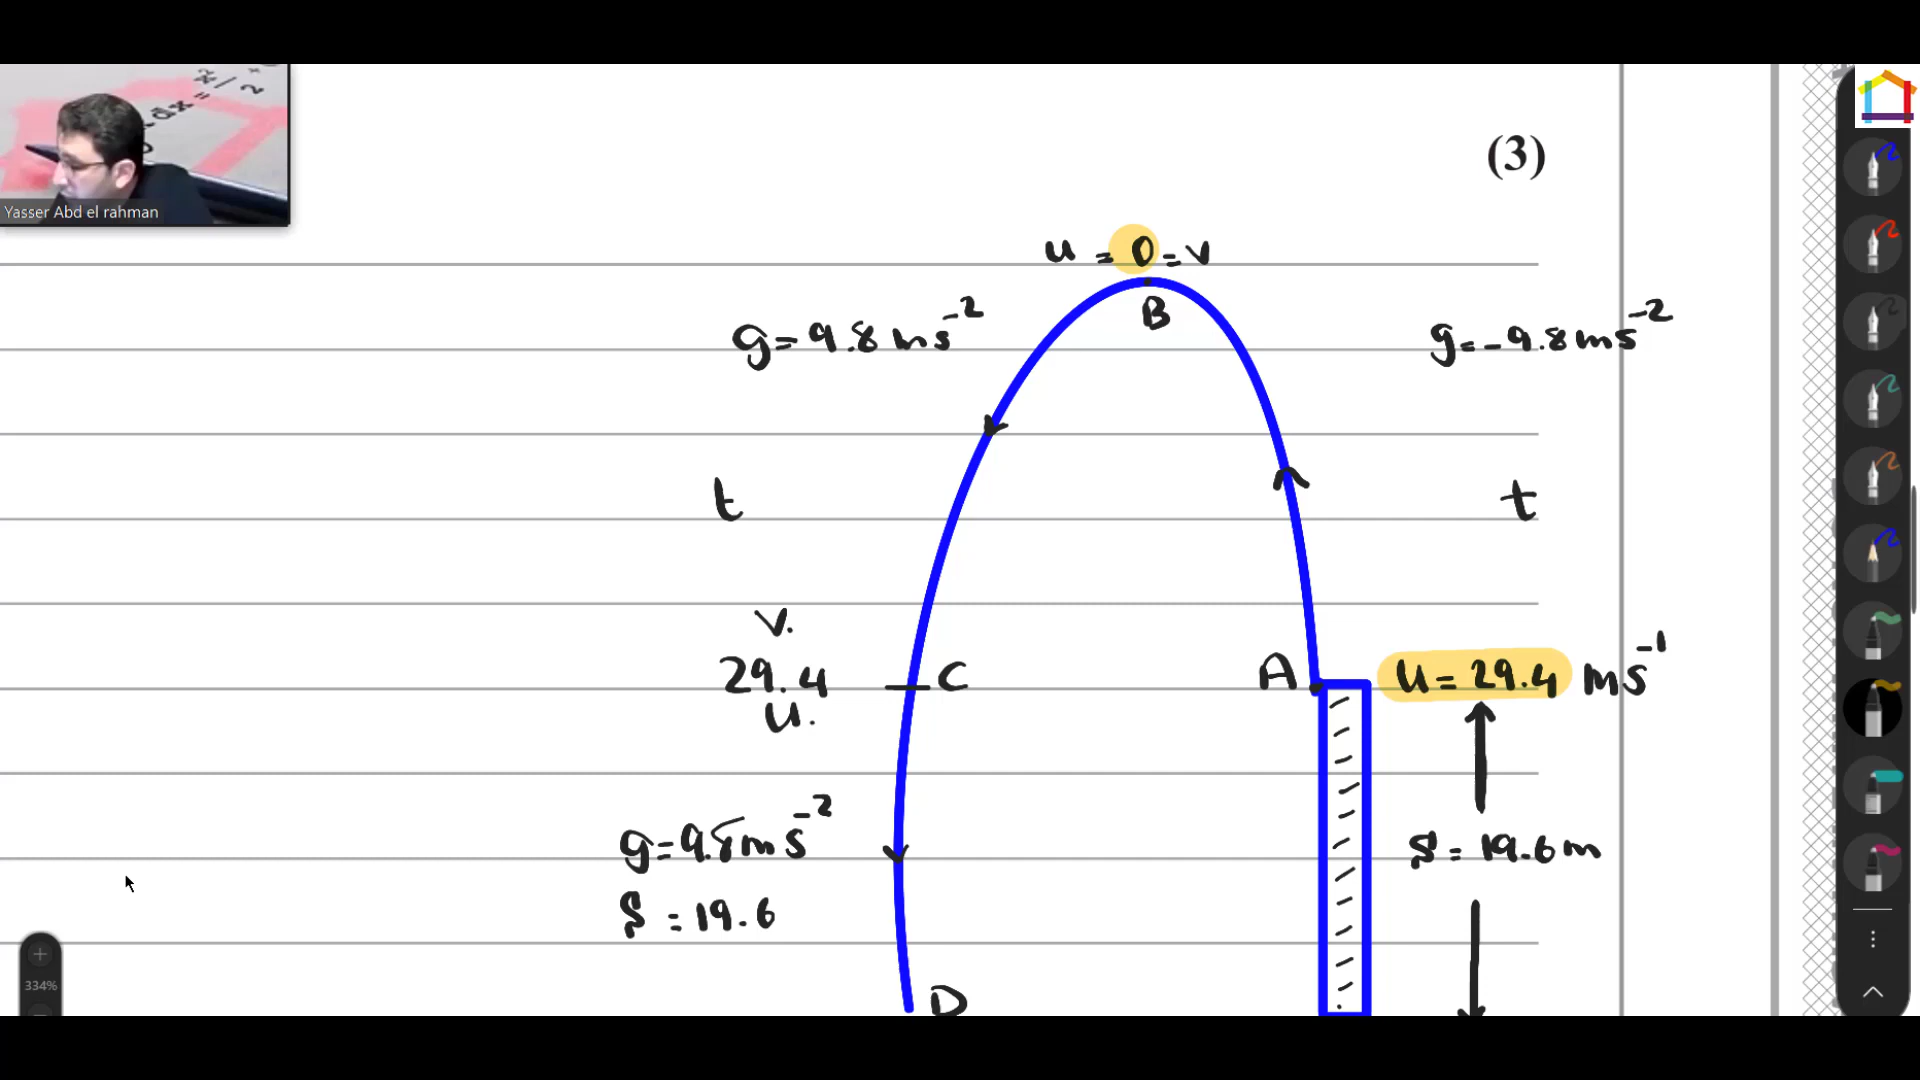 Yasser Abd el rahman
(3)
u = 0 = v
B
g = 9.8 ms⁻²
g = -9.8 ms⁻²
t
t
v.
29.4
u.
C
A
u = 29.4 ms⁻¹
g = 9.8 ms⁻²
s = 19.6 m
s = 19.6
D
334%